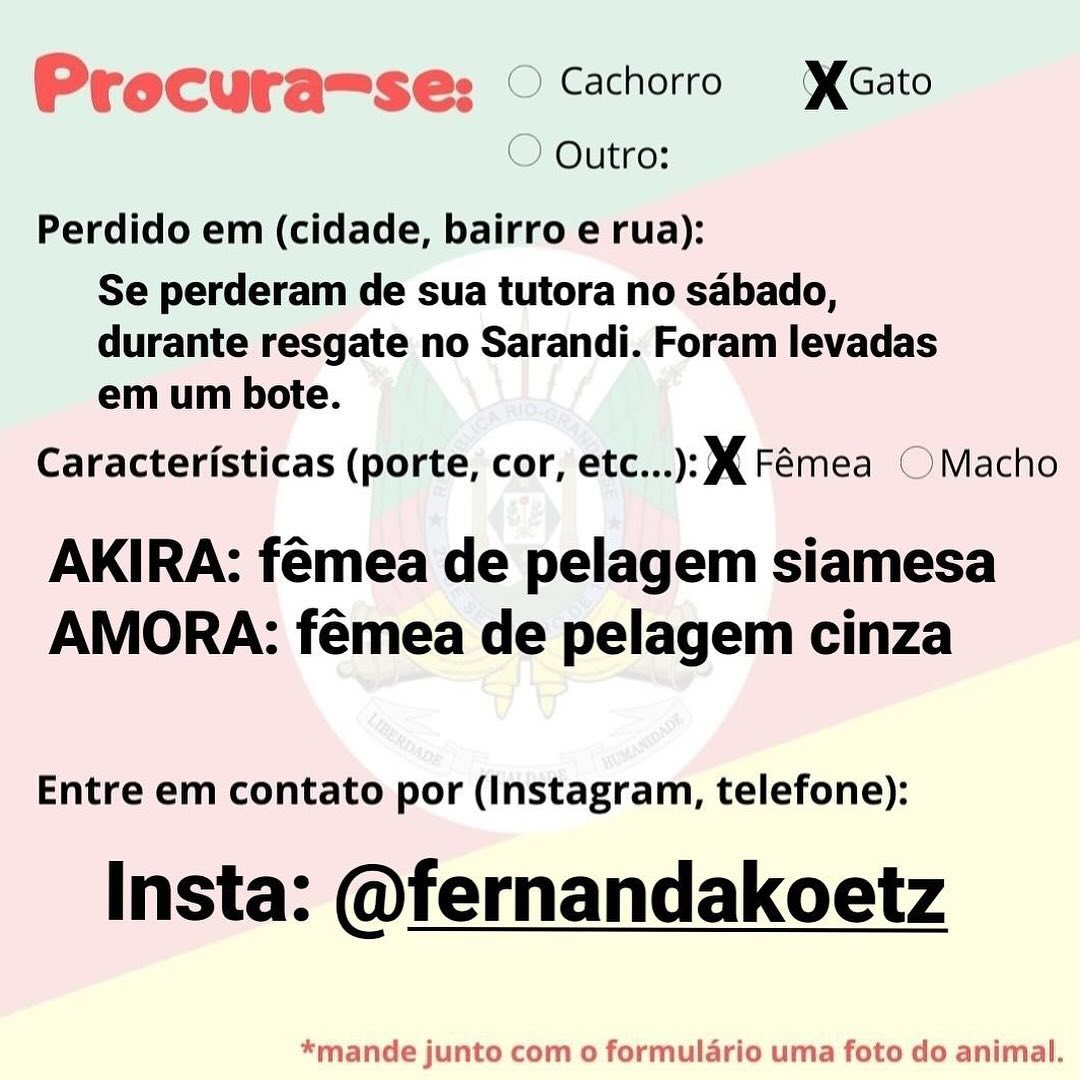 Procura-se: Cachorro X Gato
Outro:
Perdido em (cidade, bairro e rua):
Se perderam de sua tutora no sábado,
durante resgate no Sarandi. Foram levadas
em um bote.
Características (porte, cor, etc...): X Fêmea Macho
AKIRA: fêmea de pelagem siamesa
AMORA: fêmea de pelagem cinza
LIBERDADE IGUALDADE HUMANIDADE
Entre em contato por (Instagram, telefone):
Insta: @fernandakoetz
*mande junto com o formulário uma foto do animal.